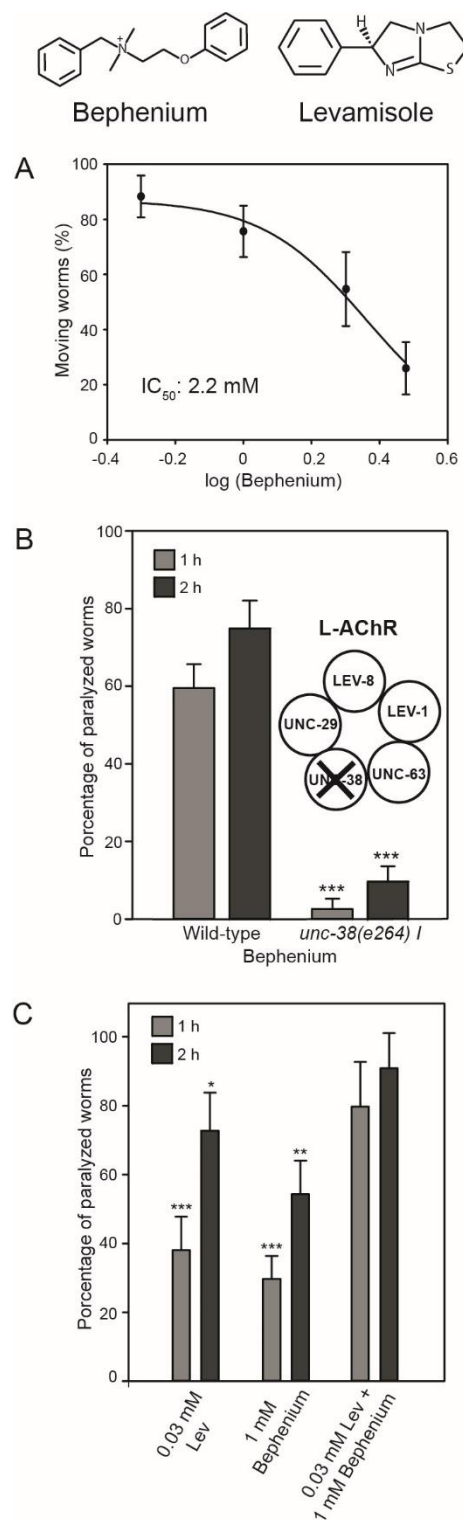 N
+
O
H
N
N
S
Bephenium
Levamisole
A
Moving worms (%)
100
80
60
40
20
0
IC50: 2.2 mM
-0.4 -0.2 0 0.2 0.4 0.6
log (Bephenium)
B
Percentage of paralyzed worms
100
80
60
40
20
0
1 h
2 h
L-AChR
LEV-8
UNC-29
LEV-1
UNC-38
UNC-63
*** ***
Wild-type unc-38(e264) I
Bephenium
C
Percentage of paralyzed worms
100
80
60
40
20
0
1 h
2 h
*** * *** **
0.03 mM
Lev
1 mM
Bephenium
0.03 mM Lev +
1 mM Bephenium